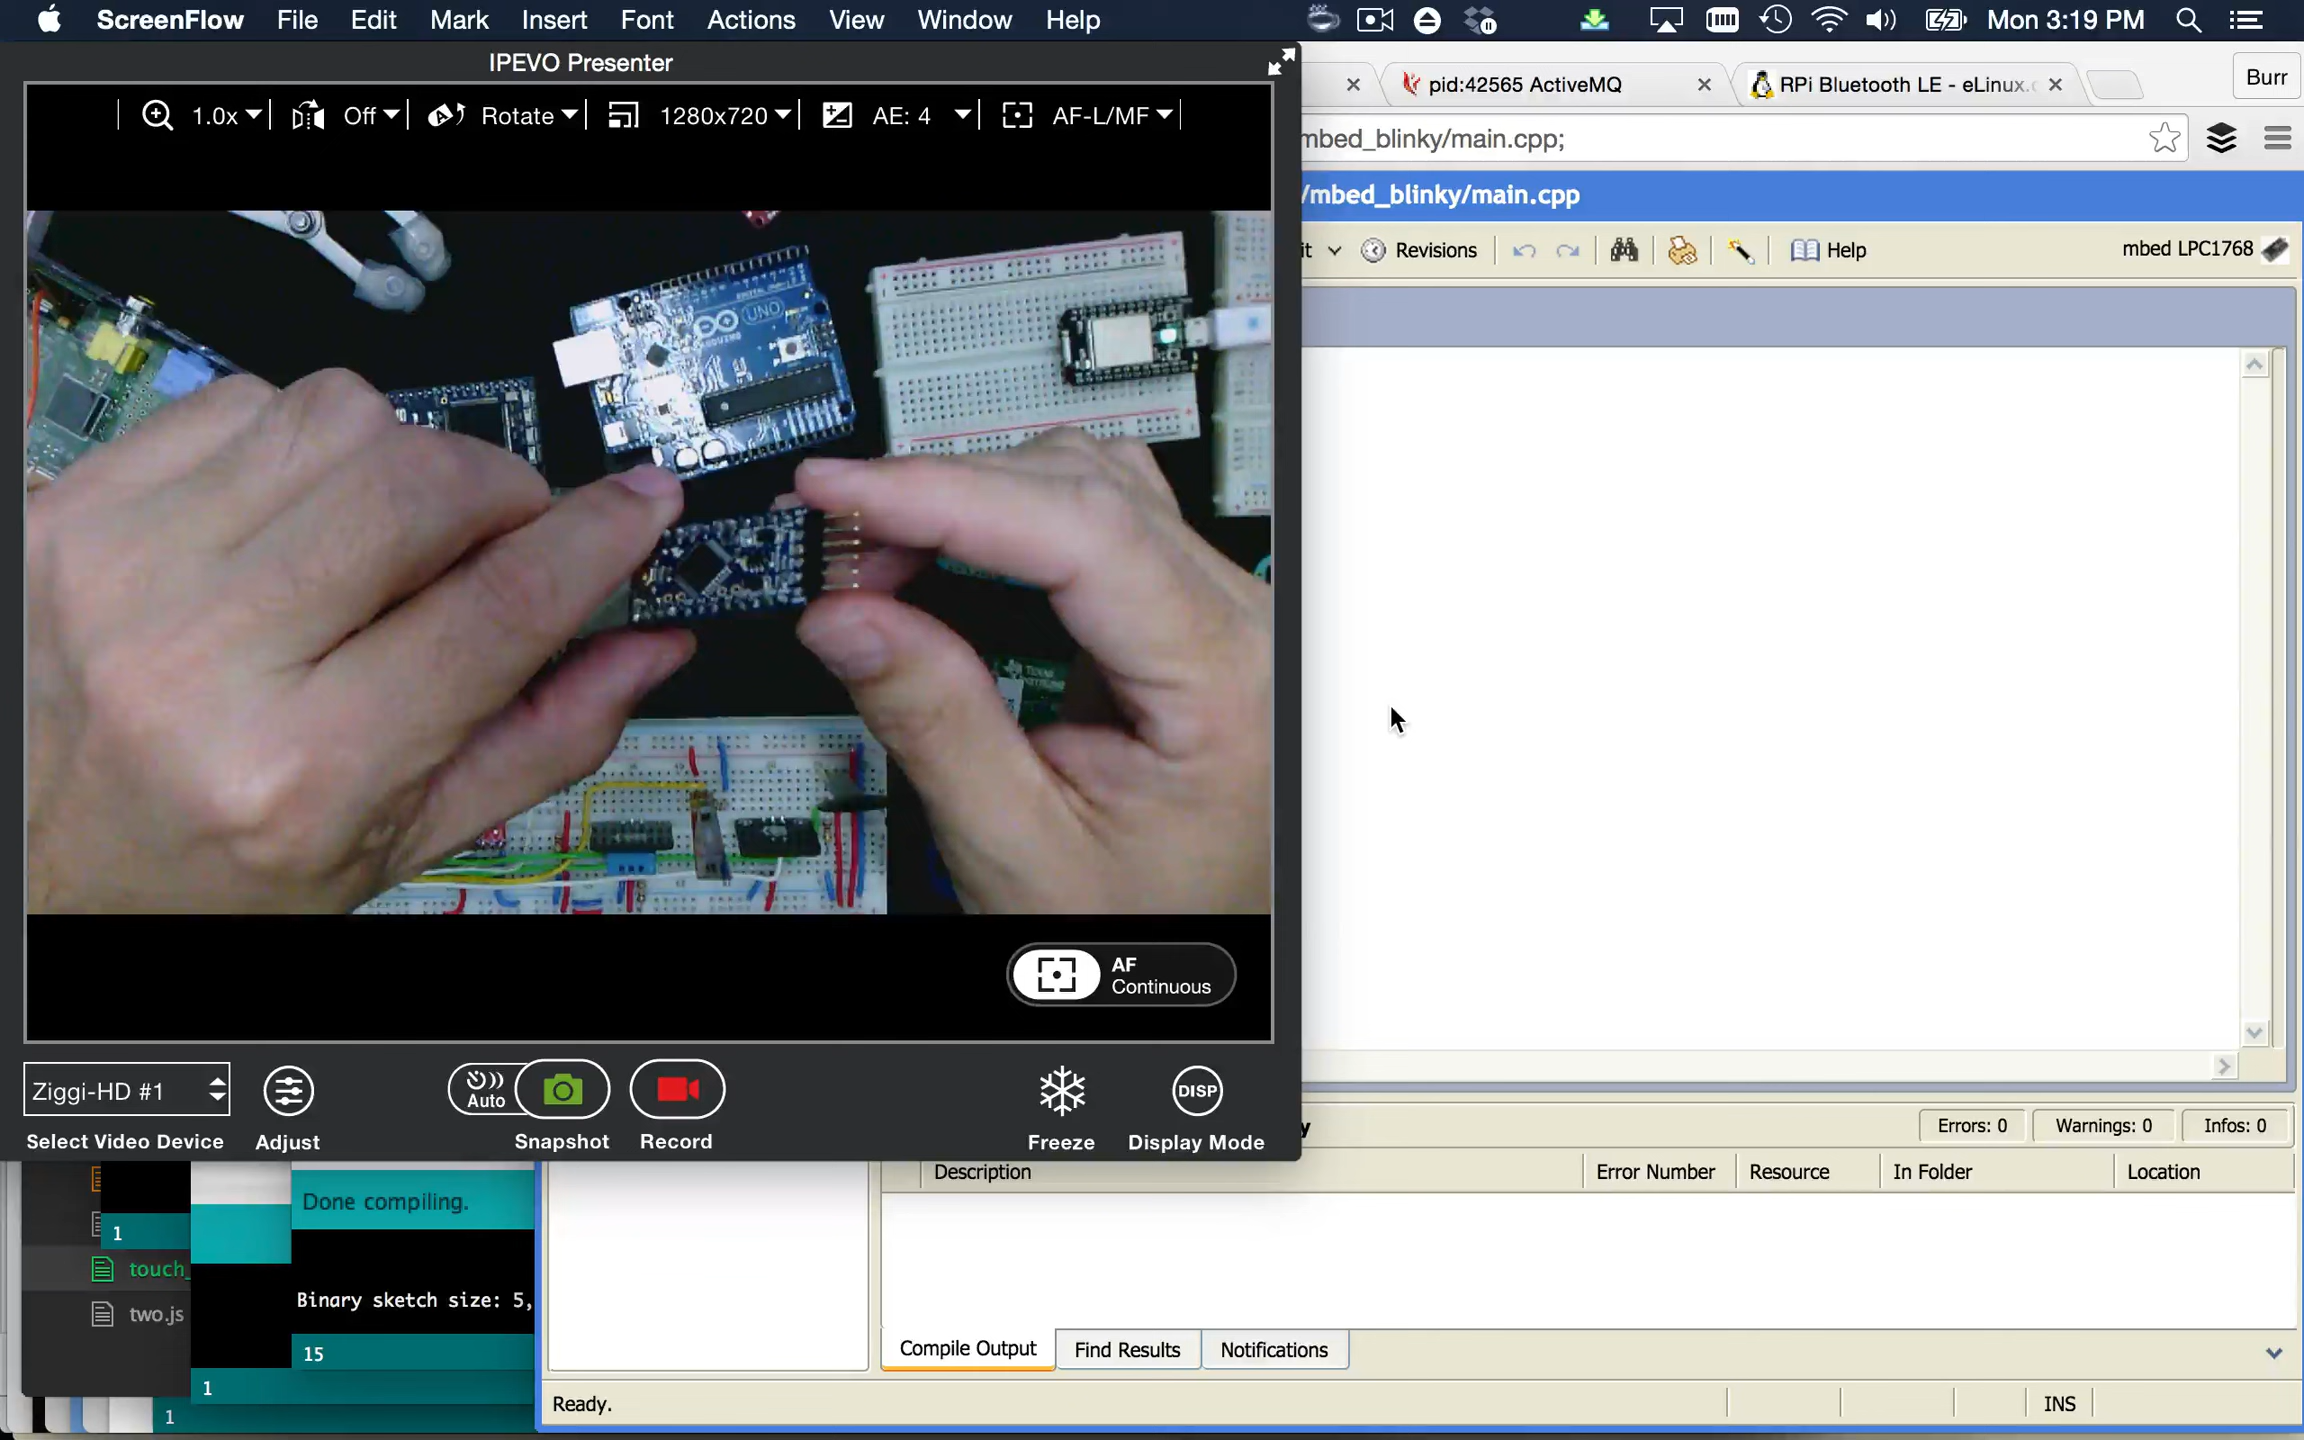 ScreenFlow File Edit Mark Insert Font Actions View Window Help Mon 3:19 PM
IPEVO Presenter
pid:42565 ActiveMQ
RPi Bluetooth LE - eLinux.
Burr
1.0x Off Rotate 1280x720 AE: 4 AF-L/MF
mbed_blinky/main.cpp;
/mbed_blinky/main.cpp
it Revisions Help mbed LPC1768
UNO
TEXAS
AF
Continuous
Ziggi-HD #1
Auto
DISP
Select Video Device Adjust Snapshot Record Freeze Display Mode
y Errors: 0 Warnings: 0 Infos: 0
Description Error Number Resource In Folder Location
Done compiling.
1
touch_
Binary sketch size: 5,
two.js
15
1
1
Compile Output Find Results Notifications
Ready. INS